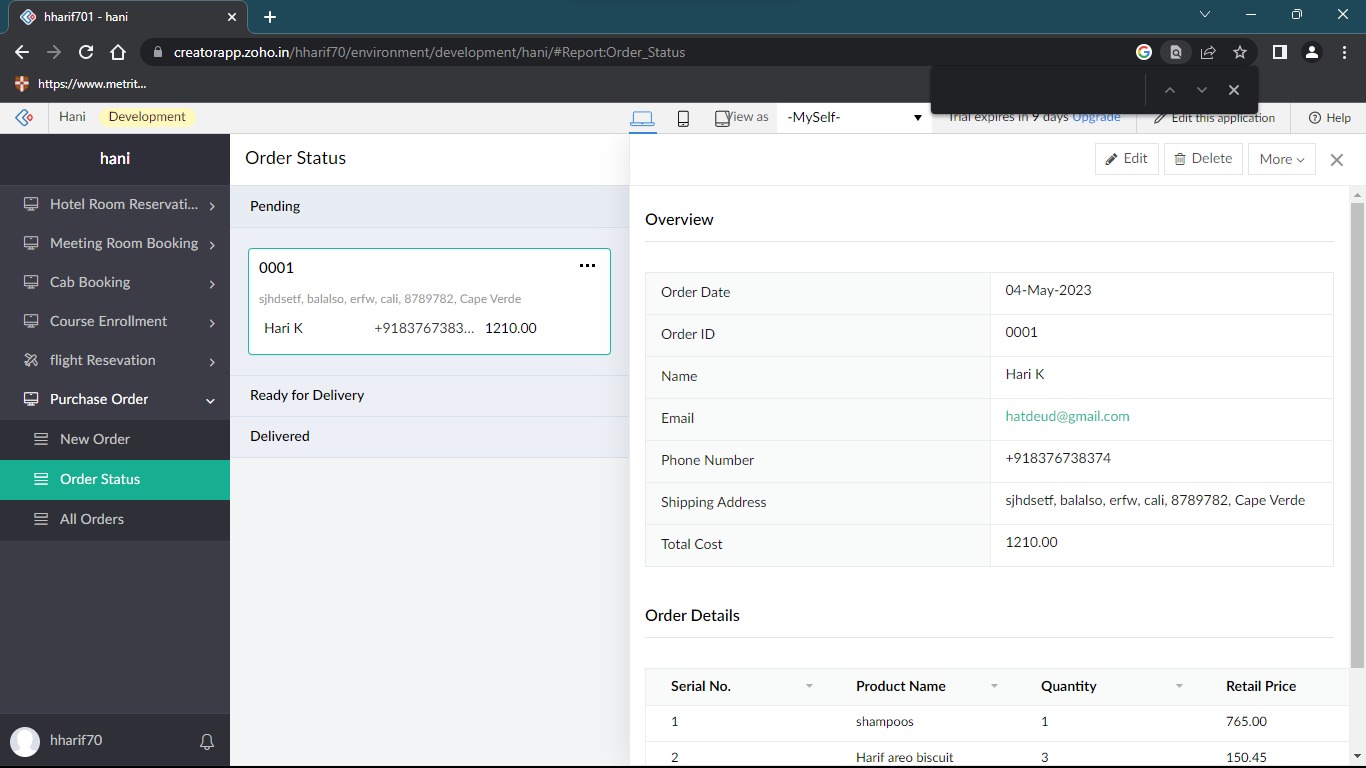 hharif701 - hani
creatorapp.zoho.in/hharif70/environment/development/hani/#Report:Order_Status
https://www.metrit...
Hani Development View as -MySelf- Trial expires in 9 days Upgrade Edit this application Help
hani
Hotel Room Reservati...
Meeting Room Booking
Cab Booking
Course Enrollment
flight Resevation
Purchase Order
New Order
Order Status
All Orders
hharif70
Order Status
Pending
0001
sjhdsetf, balalso, erfw, cali, 8789782, Cape Verde
Hari K +9183767383... 1210.00
Ready for Delivery
Delivered
Edit Delete More
Overview
Order Date 04-May-2023
Order ID 0001
Name Hari K
Email hatdeud@gmail.com
Phone Number +918376738374
Shipping Address sjhdsetf, balalso, erfw, cali, 8789782, Cape Verde
Total Cost 1210.00
Order Details
Serial No. Product Name Quantity Retail Price
1 shampoos 1 765.00
2 Harif areo biscuit 3 150.45